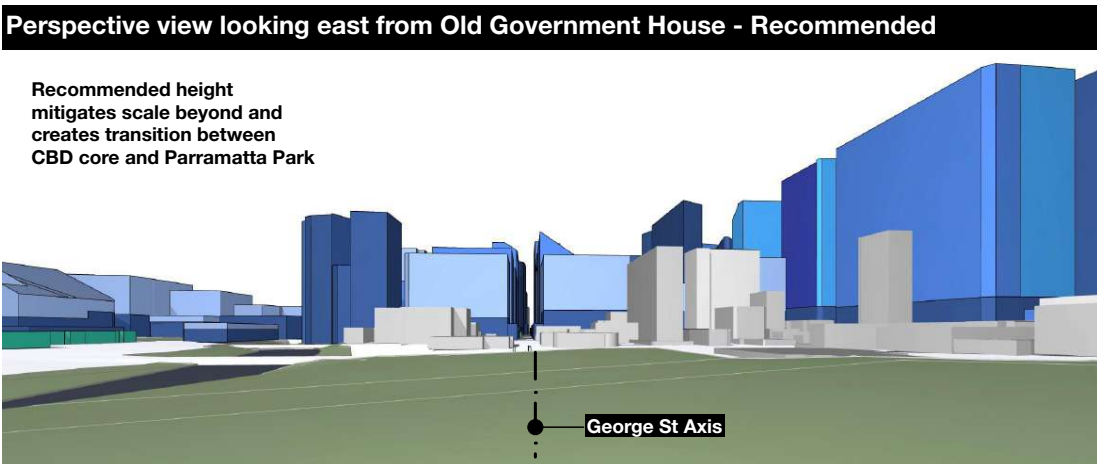 Perspective view looking east from Old Government House - Recommended
Recommended height
mitigates scale beyond and
creates transition between
CBD core and Parramatta Park
George St Axis